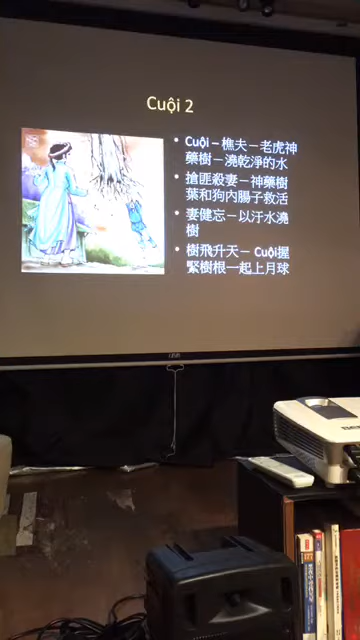 Cuội 2
• Cuội – 樵夫－老虎神
藥樹－澆乾淨的水
• 搶匪殺妻－神藥樹
葉和狗內腸子救活
• 妻健忘－以汙水澆
樹
• 樹飛升天－ Cuội握
緊樹根一起上月球